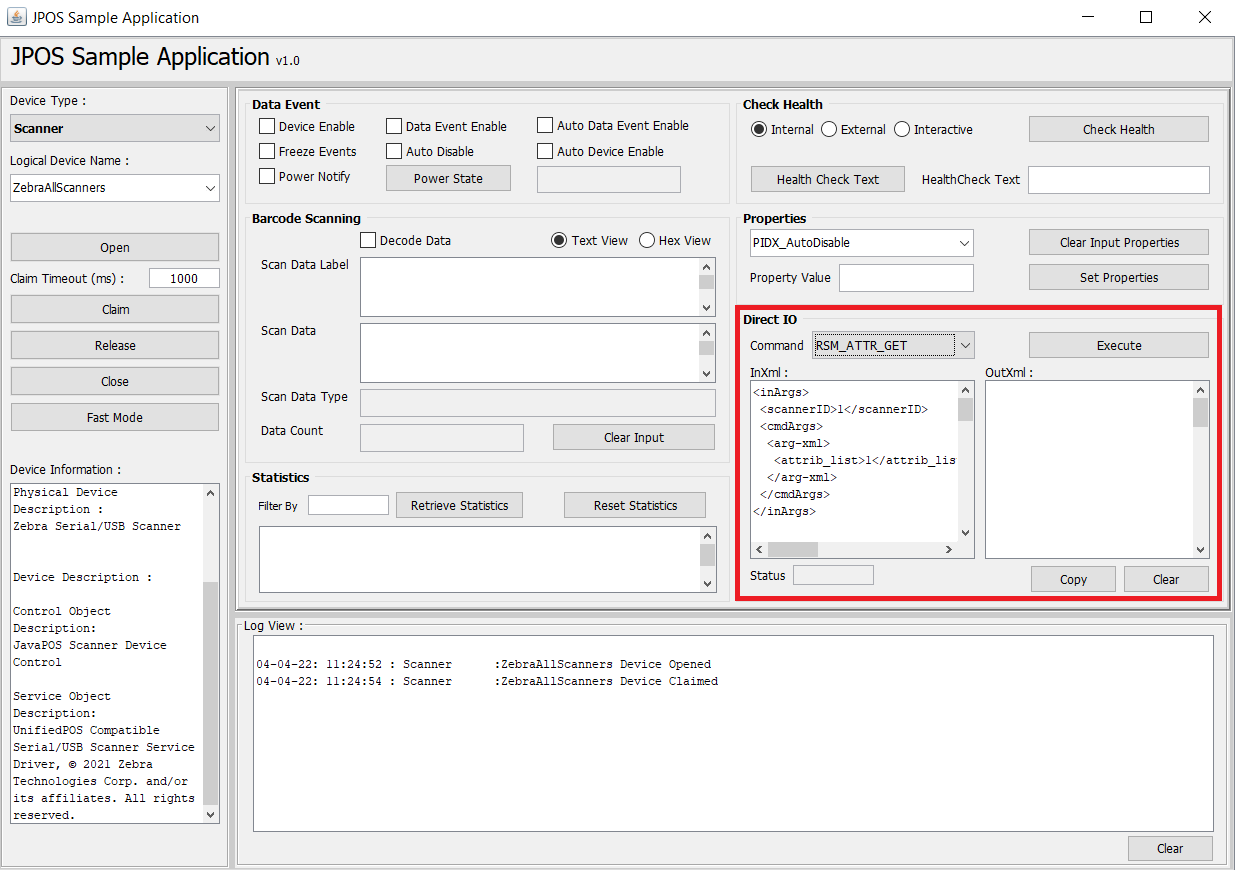 JPOS Sample Application
JPOS Sample Application v1.0
Device Type :
Scanner
Logical Device Name :
ZebraAllScanners
Open
Claim Timeout (ms) : 1000
Claim
Release
Close
Fast Mode
Device Information :
Physical Device
Description :
Zebra Serial/USB Scanner
Device Description :
Control Object
Description:
JavaPOS Scanner Device
Control
Service Object
Description:
UnifiedPOS Compatible
Serial/USB Scanner Service
Driver, © 2021 Zebra
Technologies Corp. and/or
its affiliates. All rights
reserved.
Data Event
Device Enable Data Event Enable Auto Data Event Enable
Freeze Events Auto Disable Auto Device Enable
Power Notify Power State
Barcode Scanning
Decode Data Text View Hex View
Scan Data Label
Scan Data
Scan Data Type
Data Count Clear Input
Statistics
Filter By Retrieve Statistics Reset Statistics
Check Health
Internal External Interactive Check Health
Health Check Text HealthCheck Text
Properties
PIDX_AutoDisable Clear Input Properties
Property Value Set Properties
Direct IO
Command RSM_ATTR_GET Execute
InXml : OutXml :
<inArgs>
<scannerID>1</scannerID>
<cmdArgs>
<arg-xml>
<attrib_list>1</attrib_lis
</arg-xml>
</cmdArgs>
</inArgs>
Status Copy Clear
Log View :
04-04-22: 11:24:52 : Scanner :ZebraAllScanners Device Opened
04-04-22: 11:24:54 : Scanner :ZebraAllScanners Device Claimed
Clear